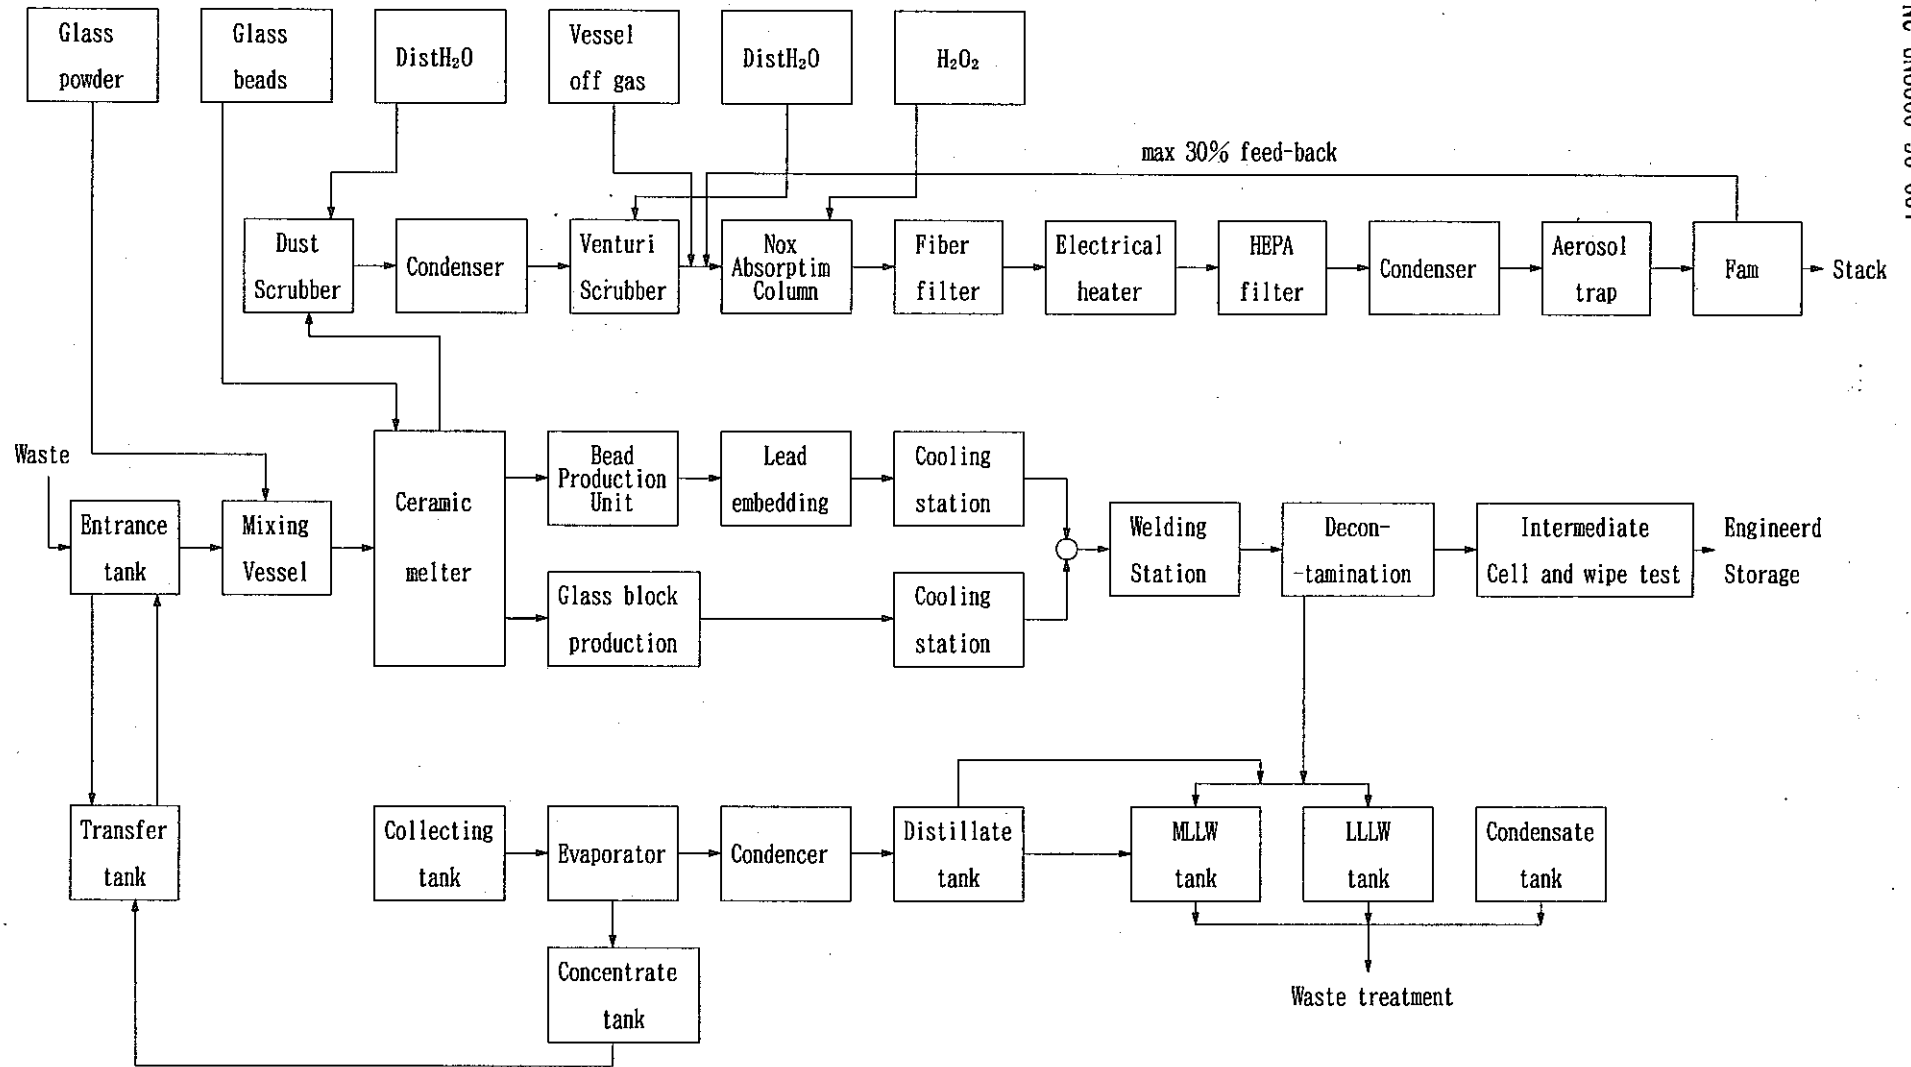 Glass
powder
Glass
beads
DistH₂O
Vessel
off gas
DistH₂O
H₂O₂
max 30% feed-back
Dust
Scrubber
Condenser
Venturi
Scrubber
Nox
Absorptim
Column
Fiber
filter
Electrical
heater
HEPA
filter
Condenser
Aerosol
trap
Fam
Stack
Waste
Entrance
tank
Mixing
Vessel
Ceramic
melter
Bead
Production
Unit
Lead
embedding
Cooling
station
Glass block
production
Cooling
station
Welding
Station
Decon-
-tamination
Intermediate
Cell and wipe test
Engineerd
Storage
Transfer
tank
Collecting
tank
Evaporator
Condencer
Distillate
tank
MLLW
tank
LLLW
tank
Condensate
tank
Concentrate
tank
Waste treatment